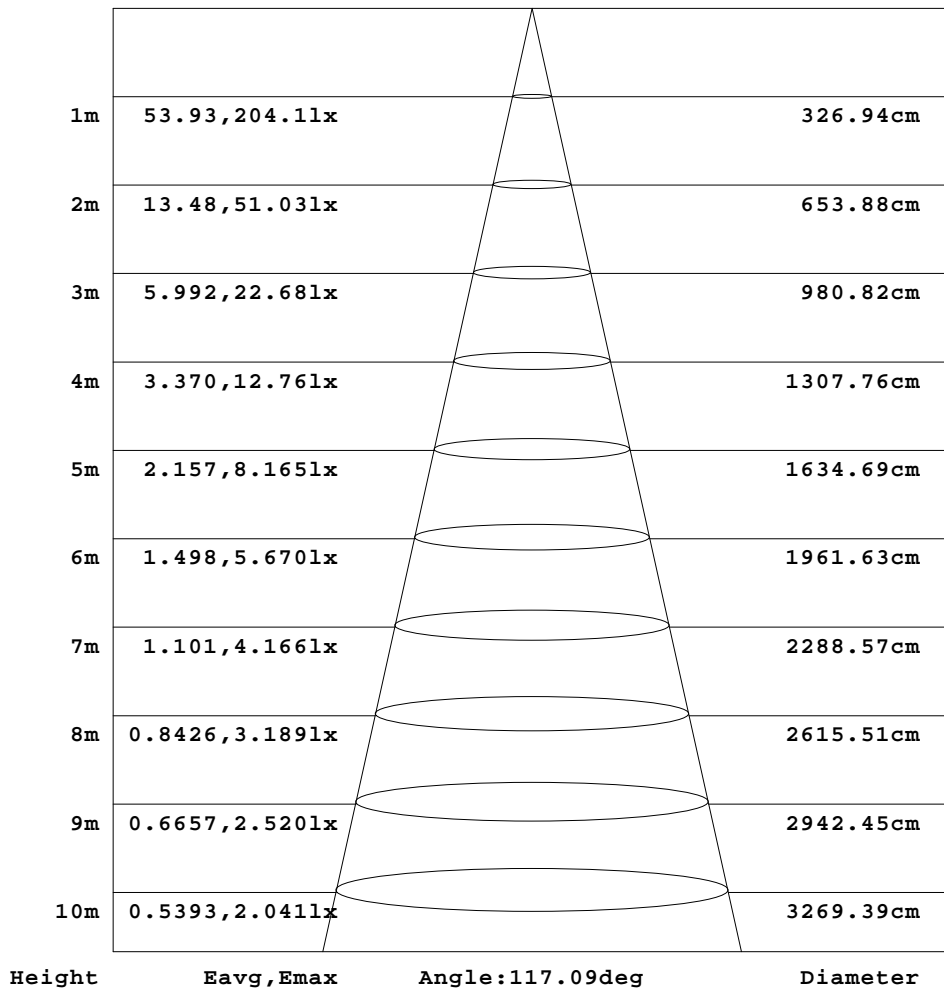 1m 53.93,204.1lx 326.94cm
2m 13.48,51.03lx 653.88cm
3m 5.992,22.68lx 980.82cm
4m 3.370,12.76lx 1307.76cm
5m 2.157,8.165lx 1634.69cm
6m 1.498,5.670lx 1961.63cm
7m 1.101,4.166lx 2288.57cm
8m 0.8426,3.189lx 2615.51cm
9m 0.6657,2.520lx 2942.45cm
10m 0.5393,2.041lx 3269.39cm
Height Eavg,Emax Angle:117.09deg Diameter